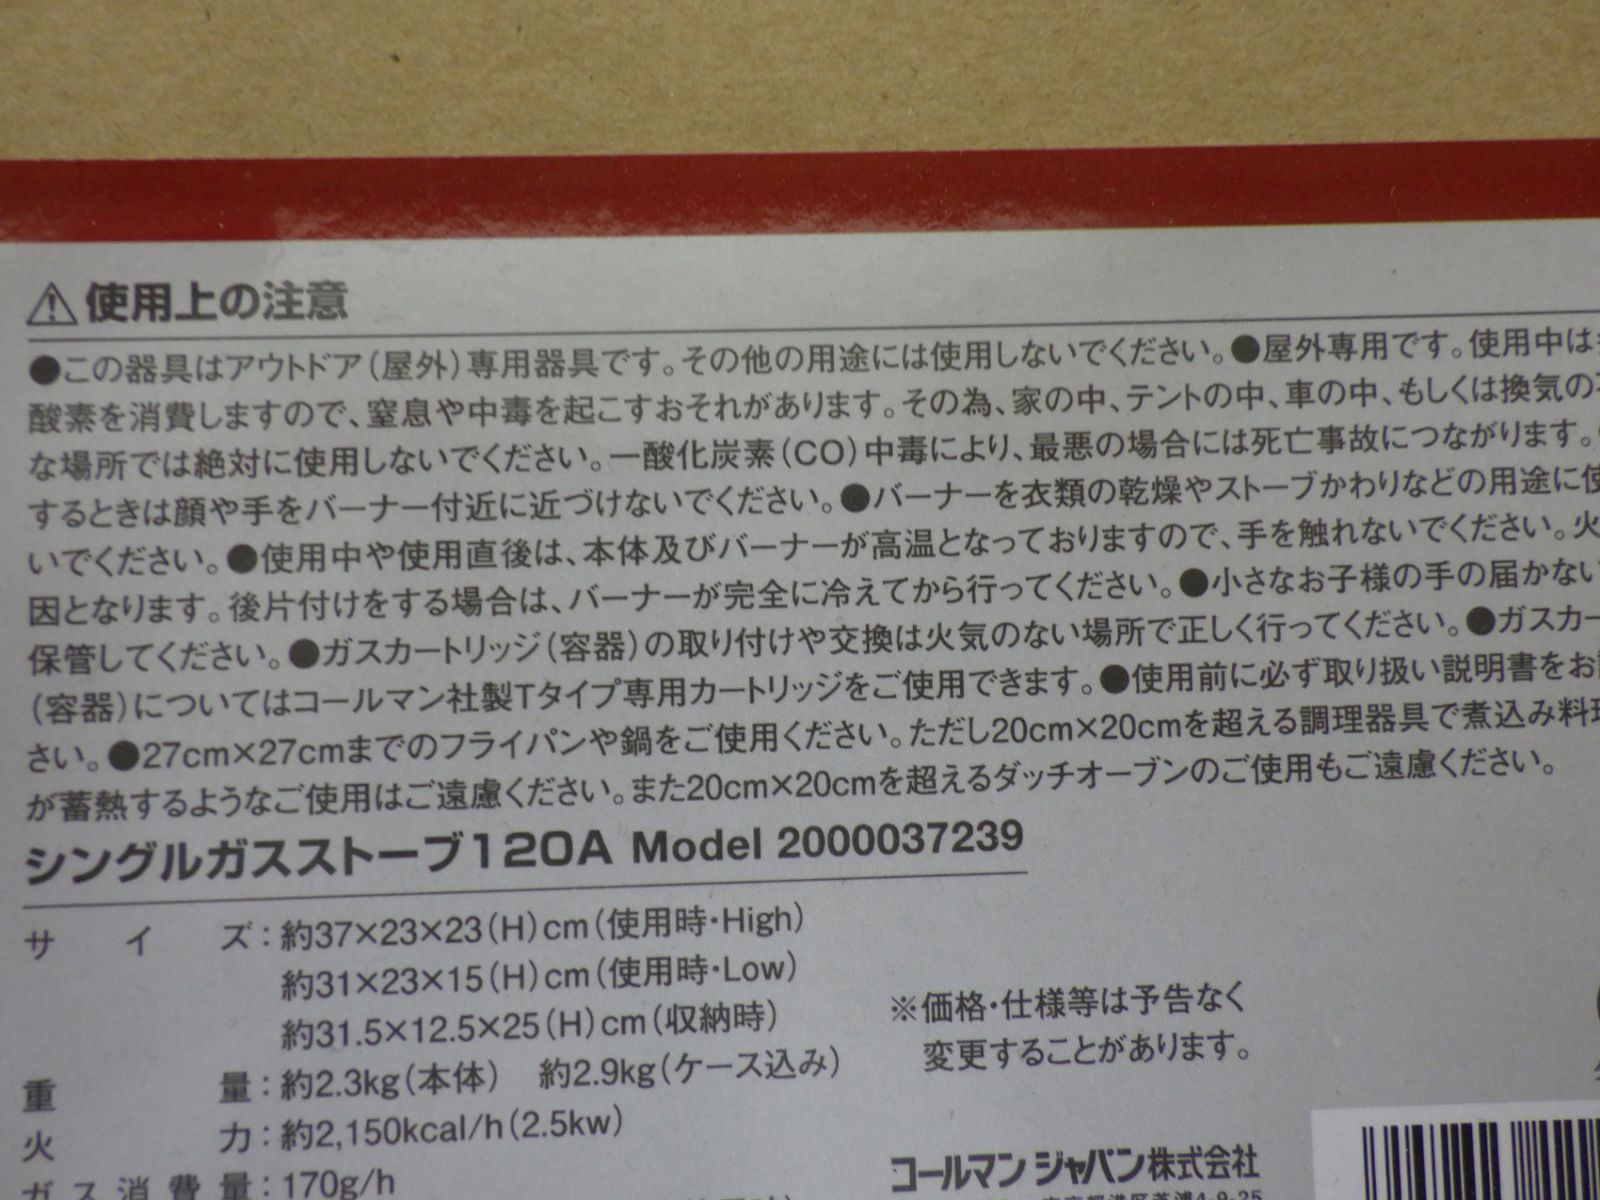 ⚠使用上の注意
●この器具はアウトドア(屋外)専用器具です。その他の用途には使用しないでください。●屋外専用です。使用中は
酸素を消費しますので、窒息や中毒を起こすおそれがあります。その為、家の中、テントの中、車の中、もしくは換気の
な場所では絶対に使用しないでください。一酸化炭素(CO)中毒により、最悪の場合には死亡事故につながります。
するときは顔や手をバーナー付近に近づけないでください。●バーナーを衣類の乾燥やストーブかわりなどの用途に使
いでください。●使用中や使用直後は、本体及びバーナーが高温となっておりますので、手を触れないでください。火
因となります。後片付けをする場合は、バーナーが完全に冷えてから行ってください。●小さなお子様の手の届かない
保管してください。●ガスカートリッジ(容器)の取り付けや交換は火気のない場所で正しく行ってください。●ガスカー
(容器)についてはコールマン社製Tタイプ専用カートリッジをご使用できます。●使用前に必ず取り扱い説明書をお
さい。●27cm×27cmまでのフライパンや鍋をご使用ください。ただし20cm×20cmを超える調理器具で煮込み料理
が蓄熱するようなご使用はご遠慮ください。また20cm×20cmを超えるダッチオーブンのご使用もご遠慮ください。
シングルガスストーブ120A Model 2000037239
サイズ:約37×23×23(H)cm(使用時・High)
約31×23×15(H)cm(使用時・Low)
約31.5×12.5×25(H)cm(収納時)
重量:約2.3kg(本体) 約2.9kg(ケース込み)
火力:約2,150kcal/h(2.5kw)
ガス消費量:170g/h
※価格・仕様等は予告なく
変更することがあります。
コールマン ジャパン株式会社